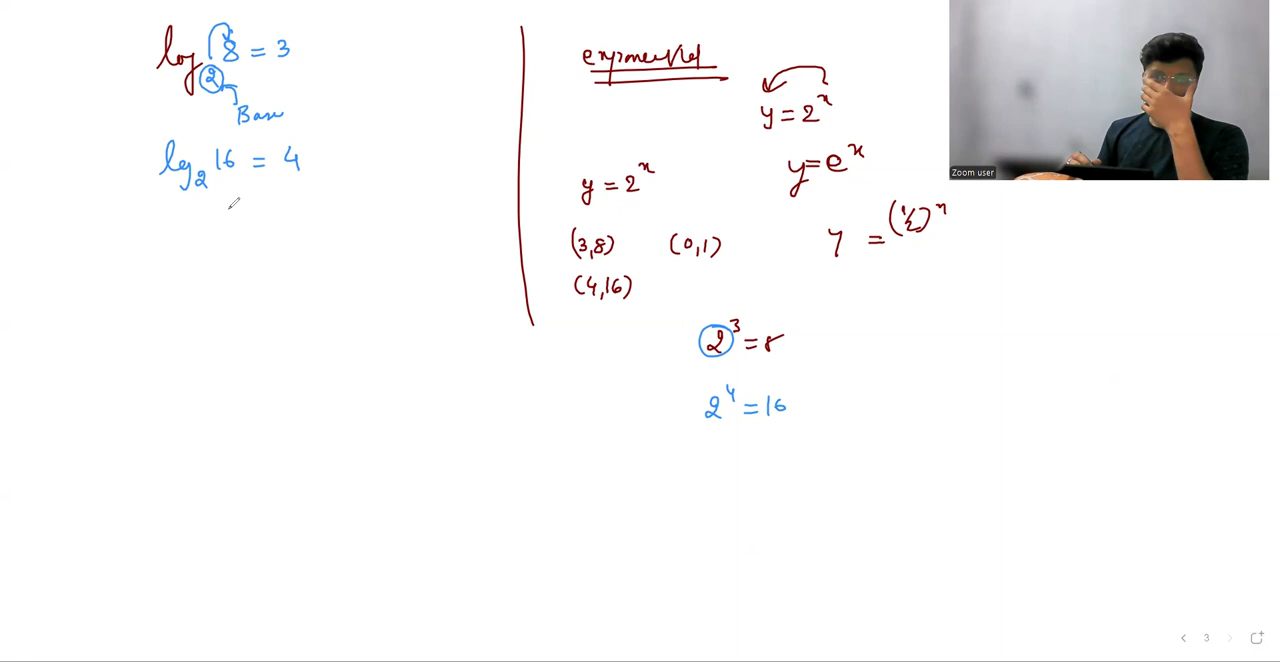 log₂ 8 = 3
Base
log₂ 16 = 4
exponential
y = 2ˣ
y = eˣ
y = 2ˣ
y = (1/2)ˣ
(3,8) (0,1)
(4,16)
2³ = 8
2⁴ = 16
Zoom user
3